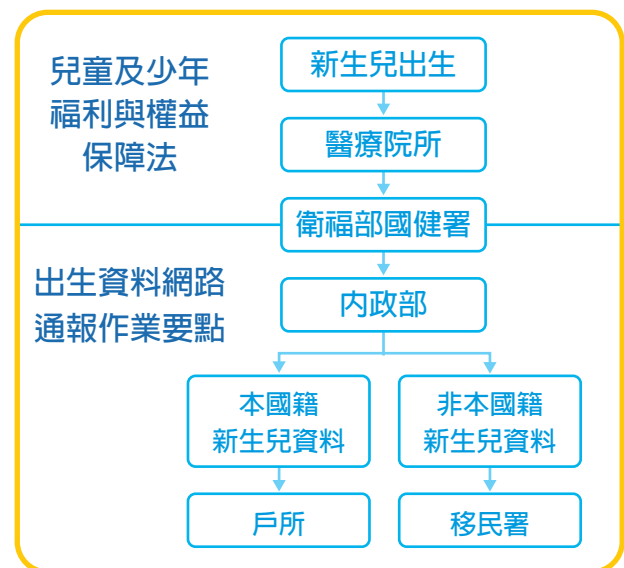 兒童及少年
福利與權益
保障法
新生兒出生
醫療院所
衛福部國健署
出生資料網路
通報作業要點
內政部
本國籍
新生兒資料
非本國籍
新生兒資料
戶所
移民署